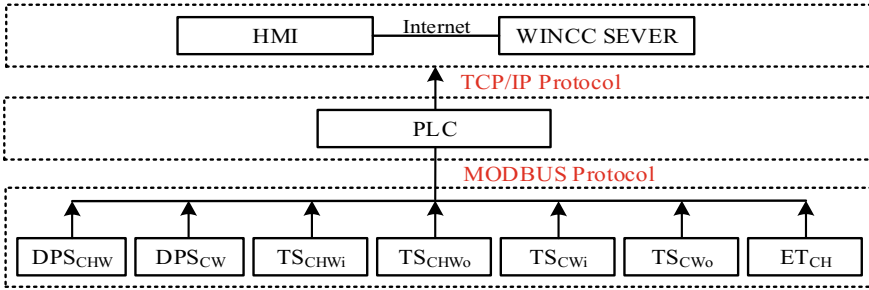 HMI Internet WINCC SEVER
TCP/IP Protocol
PLC
MODBUS Protocol
DPSCHW DPSCW TSCHWi TSCHWo TSCWi TSCWo ETCH